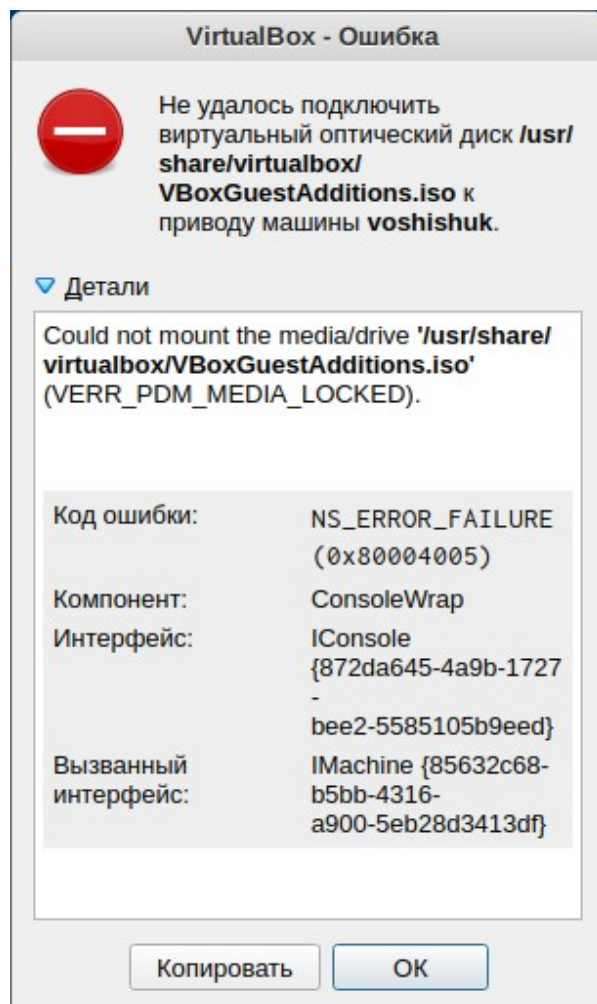 VirtualBox - Ошибка
Не удалось подключить
виртуальный оптический диск /usr/
share/virtualbox/
VBoxGuestAdditions.iso к
приводу машины voshishuk.
Детали
Could not mount the media/drive '/usr/share/
virtualbox/VBoxGuestAdditions.iso'
(VERR_PDM_MEDIA_LOCKED).
Код ошибки: NS_ERROR_FAILURE
(0x80004005)
Компонент: ConsoleWrap
Интерфейс: IConsole
{872da645-4a9b-1727
-
bee2-5585105b9eed}
Вызванный IMachine {85632c68-
интерфейс: b5bb-4316-
a900-5eb28d3413df}
Копировать OK